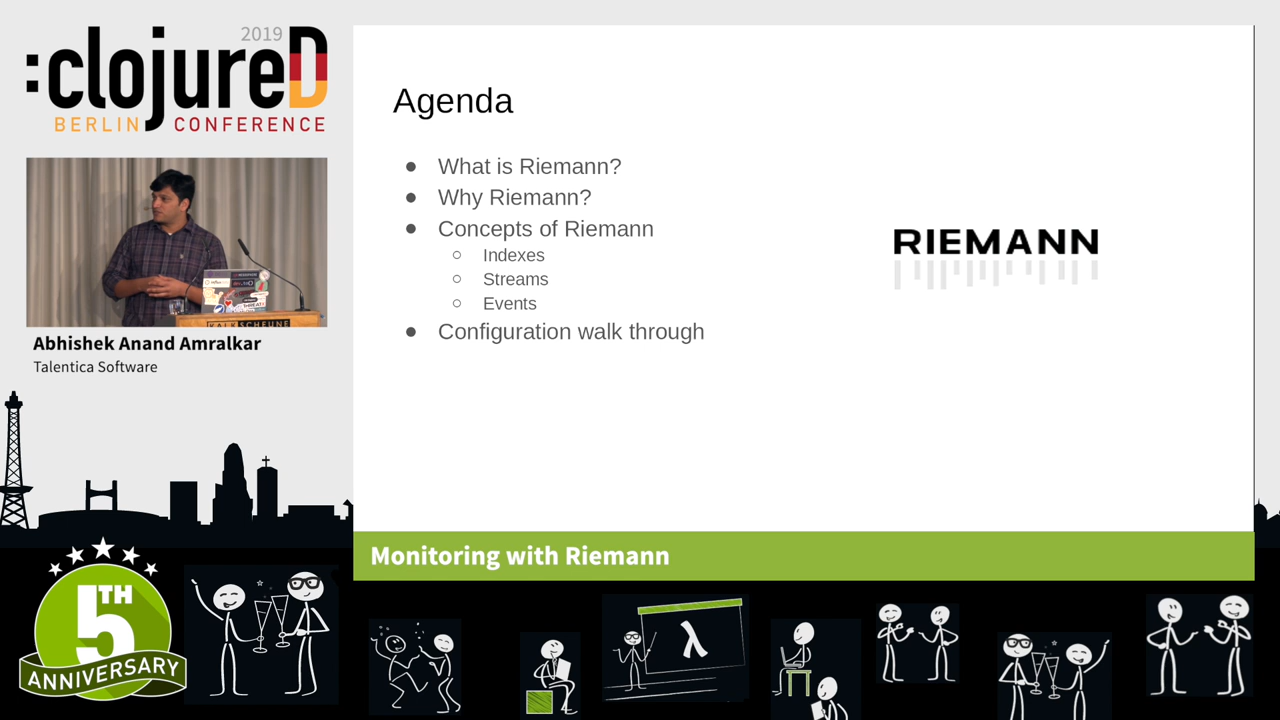 2019
:clojureD
BERLIN CONFERENCE
KALKSCHEUNE
Abhishek Anand Amralkar
Talentica Software
Agenda
What is Riemann?
Why Riemann?
Concepts of Riemann
Indexes
Streams
Events
Configuration walk through
RIEMANN
Monitoring with Riemann
5TH
ANNIVERSARY
λ